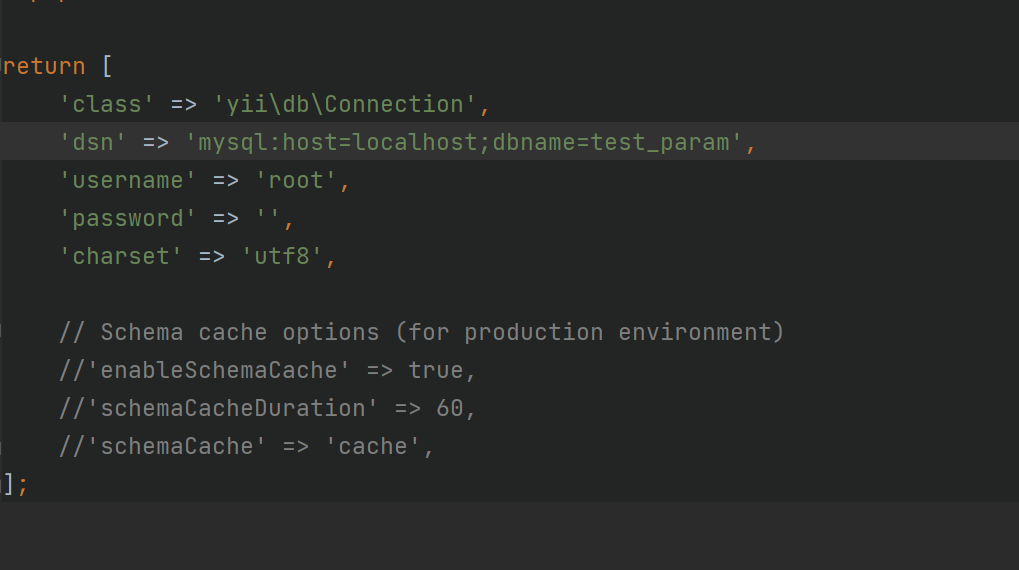 return [
'class' => 'yii\db\Connection',
'dsn' => 'mysql:host=localhost;dbname=test_param',
'username' => 'root',
'password' => '',
'charset' => 'utf8',
// Schema cache options (for production environment)
//'enableSchemaCache' => true,
//'schemaCacheDuration' => 60,
//'schemaCache' => 'cache',
];